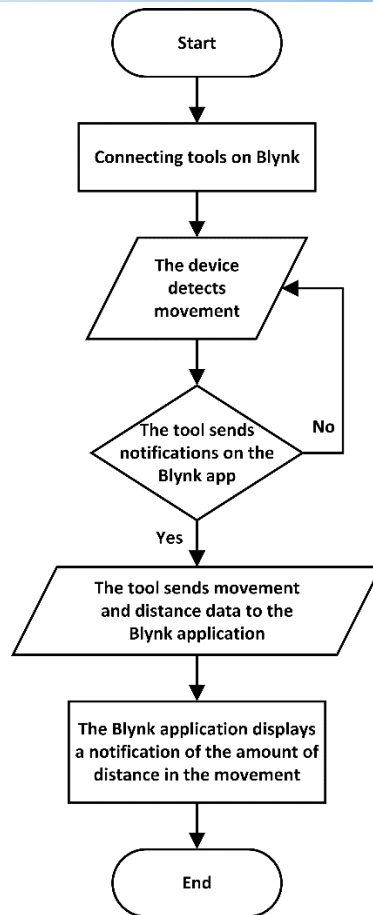 Start
Connecting tools on Blynk
The device
detects
movement
The tool sends
notifications on the
Blynk app
No
Yes
The tool sends movement
and distance data to the
Blynk application
The Blynk application displays
a notification of the amount of
distance in the movement
End